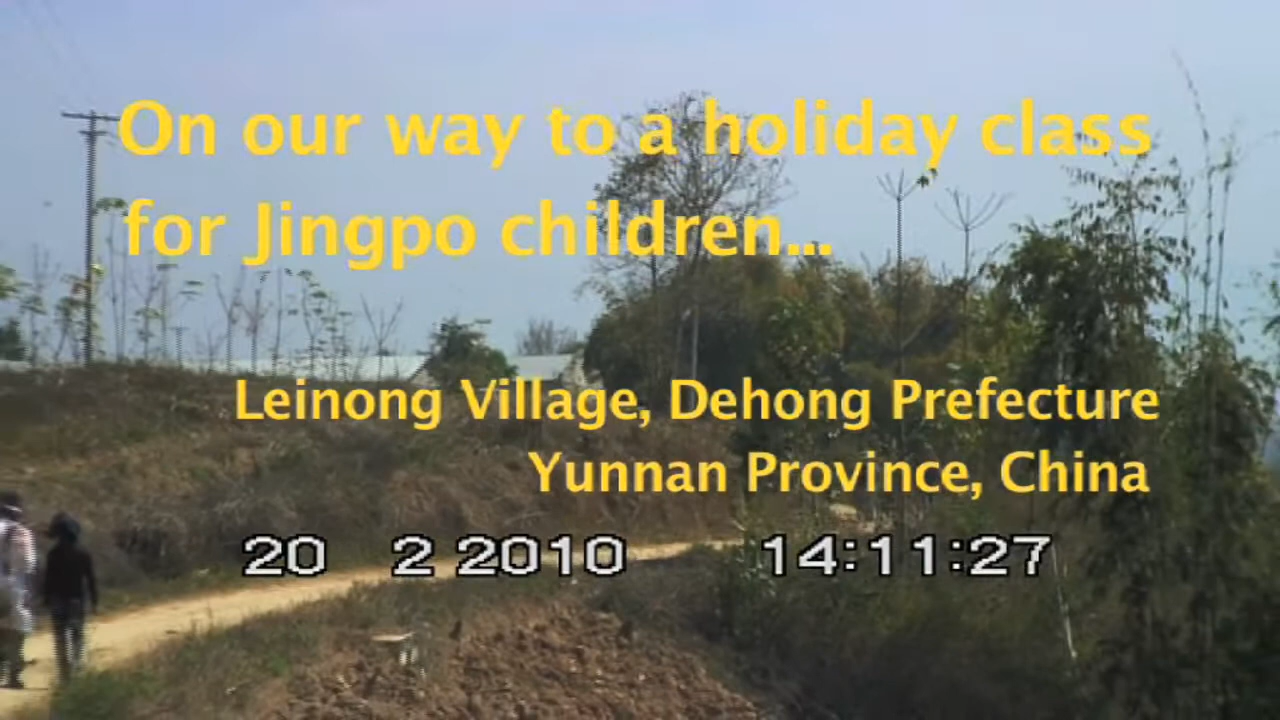 On our way to a holiday class
for Jingpo children...
Leinong Village, Dehong Prefecture
Yunnan Province, China
20 2 2010 14:11:27